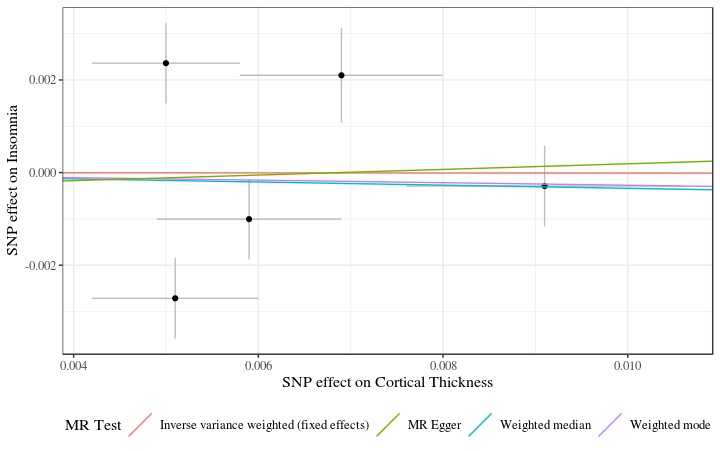 SNP effect on Insomnia
0.002
0.000
-0.002
0.004 0.006 0.008 0.010
SNP effect on Cortical Thickness
MR Test Inverse variance weighted (fixed effects) MR Egger Weighted median Weighted mode